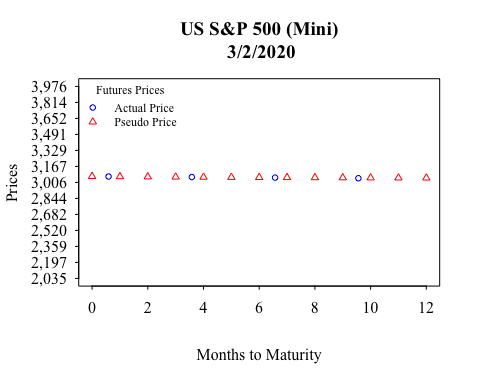 US S&P 500 (Mini)
3/2/2020
Futures Prices
Actual Price
Pseudo Price
Prices
3,976
3,814
3,652
3,491
3,329
3,167
3,006
2,844
2,682
2,520
2,359
2,197
2,035
0 2 4 6 8 10 12
Months to Maturity